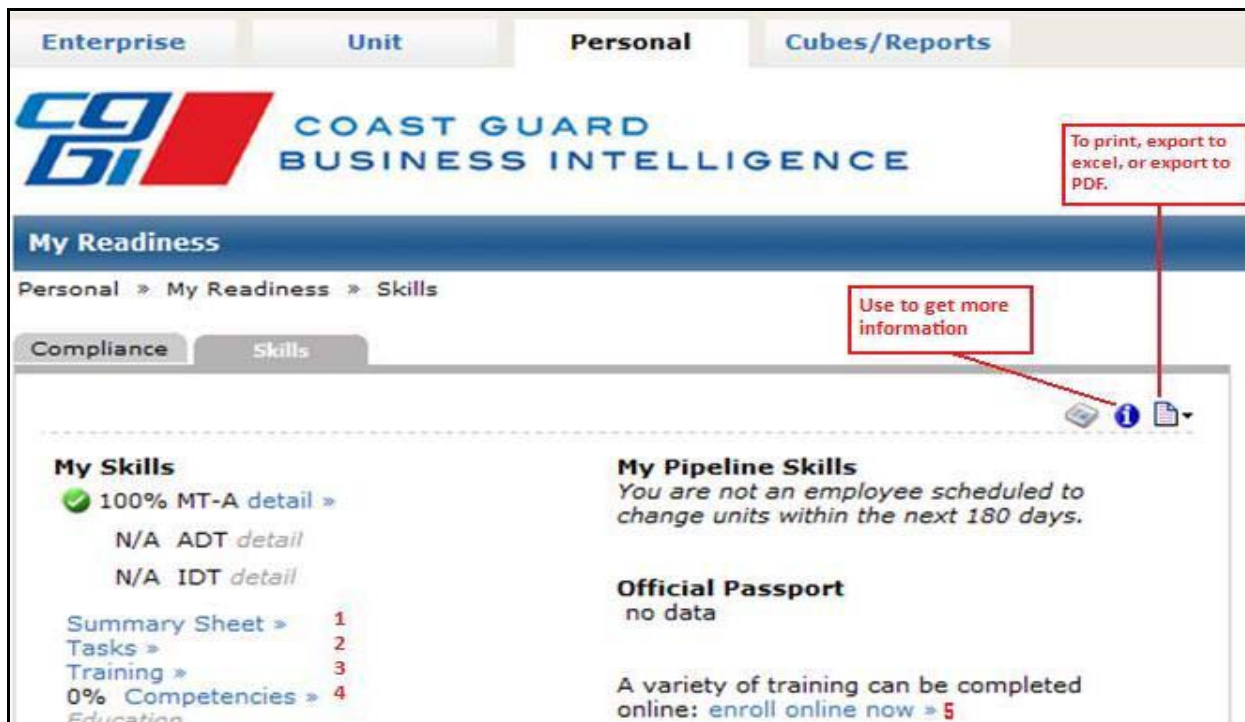 Enterprise Unit Personal Cubes/Reports
cgbi
COAST GUARD
BUSINESS INTELLIGENCE
To print, export to
excel, or export to
PDF.
My Readiness
Personal » My Readiness » Skills
Use to get more
information
Compliance Skills
My Skills
100% MT-A detail »
N/A ADT detail
N/A IDT detail
Summary Sheet » 1
Tasks » 2
Training » 3
0% Competencies » 4
Education
My Pipeline Skills
You are not an employee scheduled to
change units within the next 180 days.
Official Passport
no data
A variety of training can be completed
online: enroll online now » 5